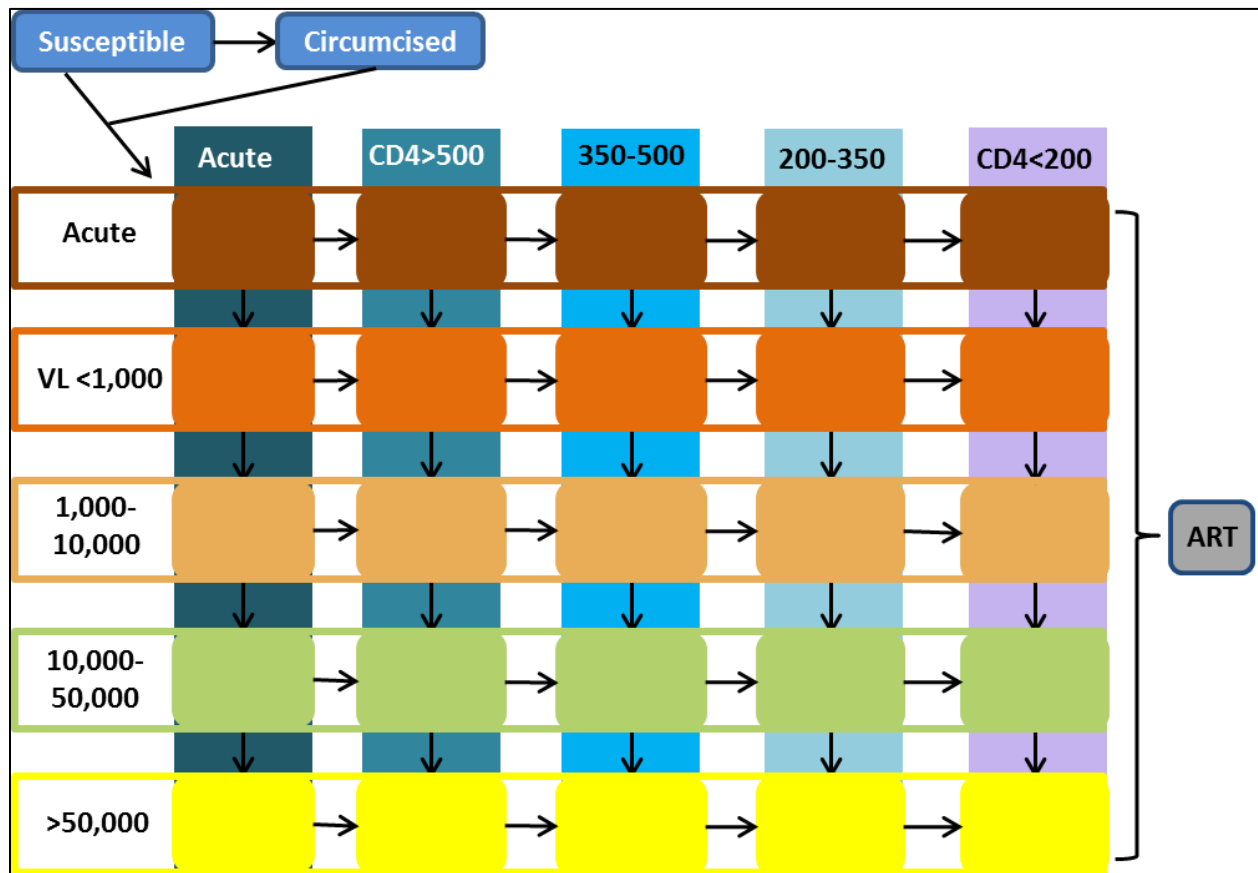 Susceptible
Circumcised
Acute
CD4>500
350-500
200-350
CD4<200
Acute
VL <1,000
1,000-
10,000
ART
10,000-
50,000
>50,000